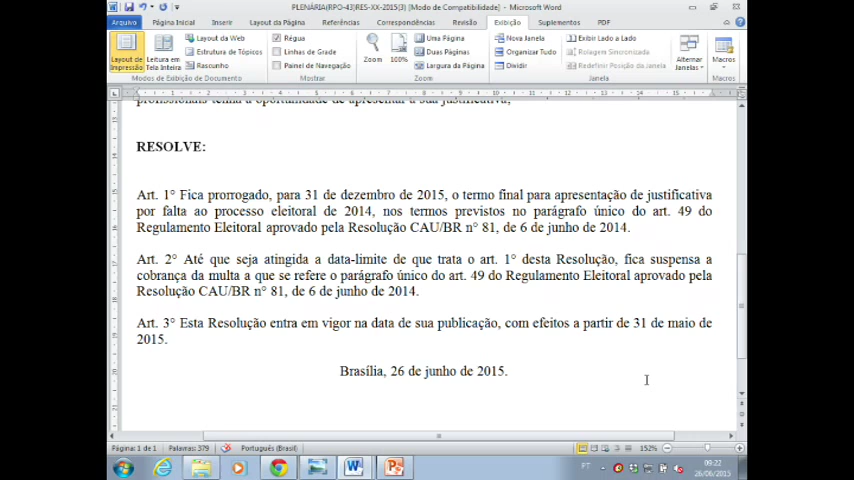 PLENÁRIA(RPO-43)RES-XX-2015(3) [Modo de Compatibilidade] - Microsoft Word
Arquivo Página Inicial Inserir Layout da Página Referências Correspondências Revisão Exibição Suplementos PDF
Layout de Impressão
Leitura em Tela Inteira
Layout da Web
Estrutura de Tópicos
Rascunho
Modos de Exibição de Documento
Régua
Linhas de Grade
Painel de Navegação
Mostrar
Zoom
100%
Uma Página
Duas Páginas
Largura da Página
Zoom
Nova Janela
Organizar Tudo
Dividir
Exibir Lado a Lado
Rolagem Sincronizada
Redefinir Posição da Janela
Janela
Alternar Janelas
Macros
Macros
profissionais tenha a oportunidade de apresentar a sua justificativa;
RESOLVE:
Art. 1° Fica prorrogado, para 31 de dezembro de 2015, o termo final para apresentação de justificativa
por falta ao processo eleitoral de 2014, nos termos previstos no parágrafo único do art. 49 do
Regulamento Eleitoral aprovado pela Resolução CAU/BR n° 81, de 6 de junho de 2014.
Art. 2° Até que seja atingida a data-limite de que trata o art. 1° desta Resolução, fica suspensa a
cobrança da multa a que se refere o parágrafo único do art. 49 do Regulamento Eleitoral aprovado pela
Resolução CAU/BR n° 81, de 6 de junho de 2014.
Art. 3° Esta Resolução entra em vigor na data de sua publicação, com efeitos a partir de 31 de maio de
2015.
Brasília, 26 de junho de 2015.
Página: 1 de 1 Palavras: 379 Português (Brasil) 152%
PT 09:22
26/06/2015